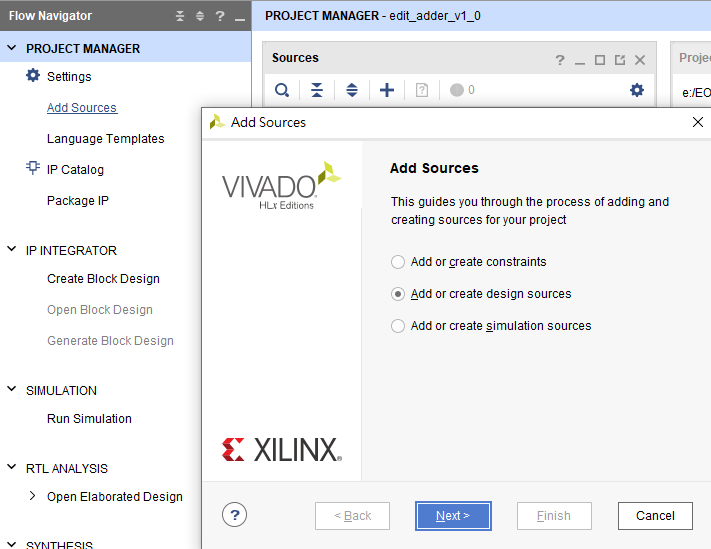 Flow Navigator
PROJECT MANAGER - edit_adder_v1_0
PROJECT MANAGER
Settings
Add Sources
Language Templates
IP Catalog
Package IP
IP INTEGRATOR
Create Block Design
Open Block Design
Generate Block Design
SIMULATION
Run Simulation
RTL ANALYSIS
Open Elaborated Design
SYNTHESIS
Sources
? 
0
Projec
e:/EO
Add Sources
VIVADO
HLx Editions
XILINX
Add Sources
This guides you through the process of adding and
creating sources for your project
Add or create constraints
Add or create design sources
Add or create simulation sources
?
< Back
Next >
Finish
Cancel